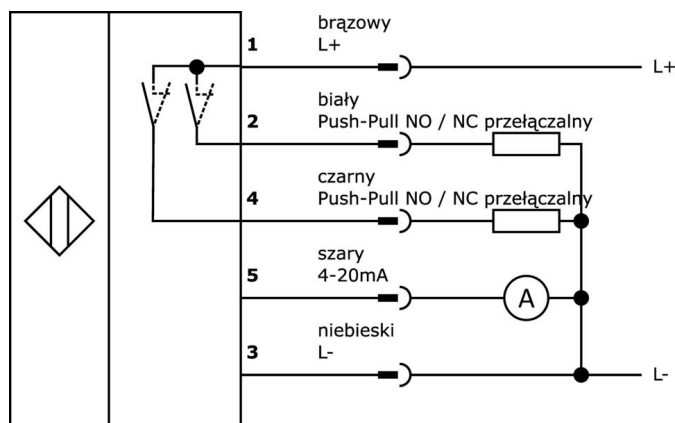 brązowy
1 L+
L+
biały
2 Push-Pull NO / NC przełączalny
czarny
4 Push-Pull NO / NC przełączalny
szary
5 4-20mA
A
niebieski
3 L-
L-